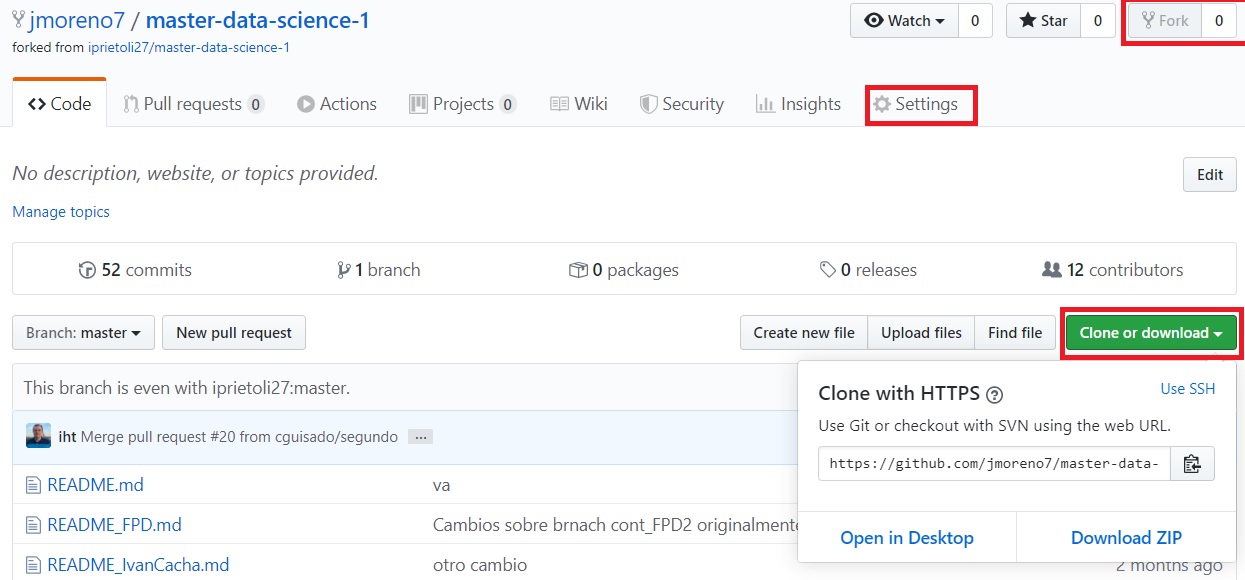 jmoreno7 / master-data-science-1
Watch 0 Star 0 Fork 0
forked from iprietoli27/master-data-science-1
Code Pull requests 0 Actions Projects 0 Wiki Security Insights Settings
No description, website, or topics provided.
Edit
Manage topics
52 commits 1 branch 0 packages 0 releases 12 contributors
Branch: master New pull request Create new file Upload files Find file Clone or download
This branch is even with iprietoli27:master.
Clone with HTTPS ? Use SSH
Use Git or checkout with SVN using the web URL.
iht Merge pull request #20 from cguisado/segundo ...
https://github.com/jmoreno7/master-data-
README.md va
README_FPD.md Cambios sobre brnach cont_FPD2 originalmente
Open in Desktop Download ZIP
README_IvanCacha.md otro cambio 2 months ago